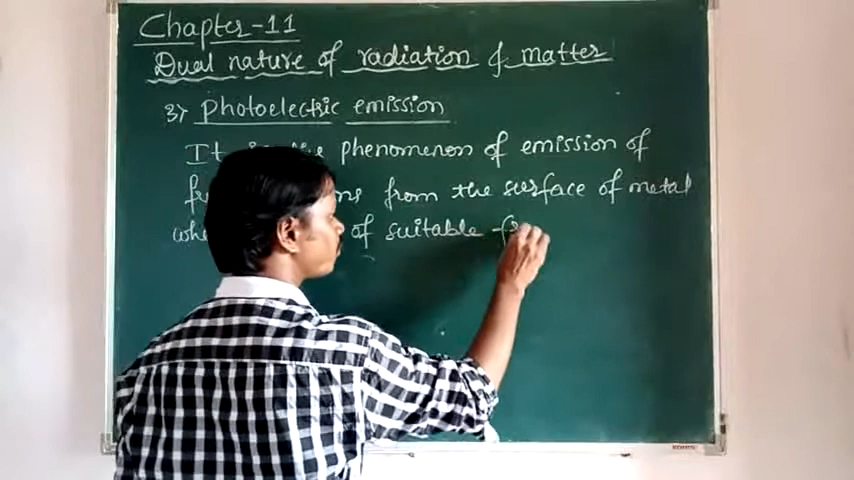 Chapter-11
Dual nature of radiation & matter
3) Photoelectric emission
It is the phenomenon of emission of
from the surface of metal
of suitable